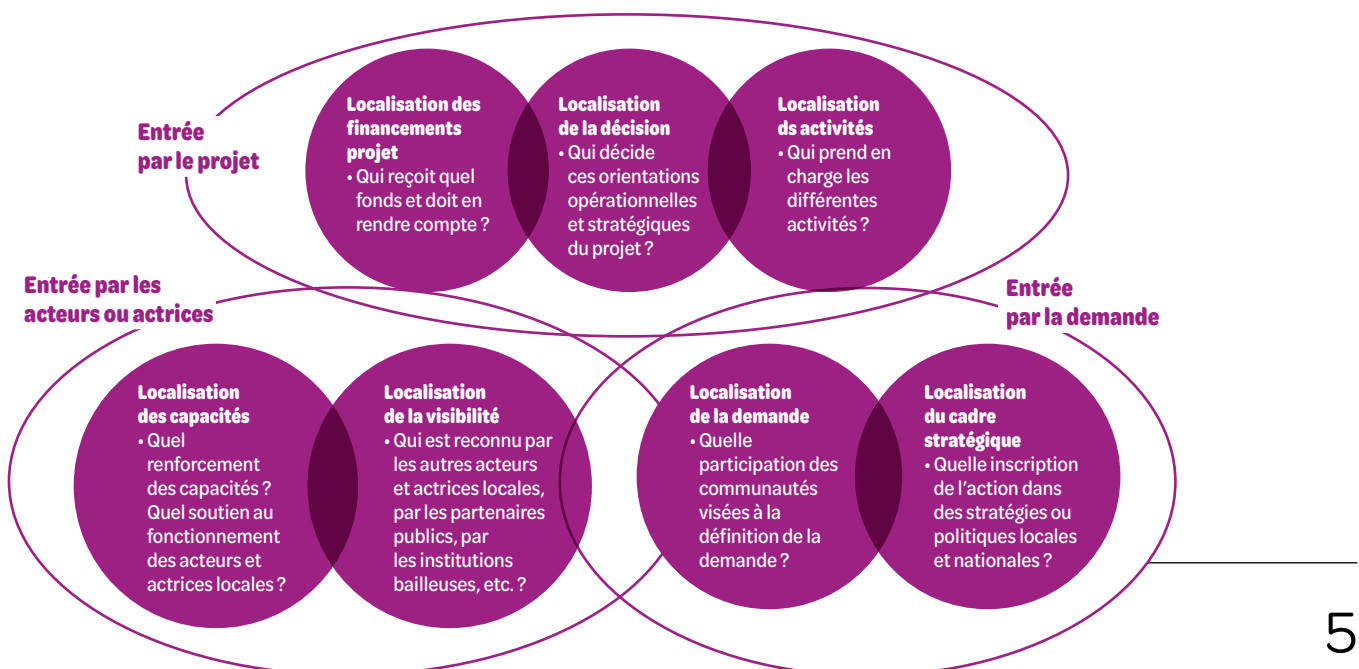 Entrée
par le projet
Localisation des
financements
projet
• Qui reçoit quel
fonds et doit en
rendre compte ?
Localisation
de la décision
• Qui décide
ces orientations
opérationnelles
et stratégiques
du projet ?
Localisation
ds activités
• Qui prend en
charge les
différentes
activités ?
Entrée par les
acteurs ou actrices
Localisation
des capacités
• Quel
renforcement
des capacités ?
Quel soutien au
fonctionnement
des acteurs et
actrices locales ?
Localisation
de la visibilité
• Qui est reconnu par
les autres acteurs
et actrices locales,
par les partenaires
publics, par
les institutions
bailleuses, etc. ?
Entrée
par la demande
Localisation
de la demande
• Quelle
participation des
communautés
visées à la
définition de la
demande ?
Localisation
du cadre
stratégique
• Quelle inscription
de l’action dans
des stratégies ou
politiques locales
et nationales ?
5